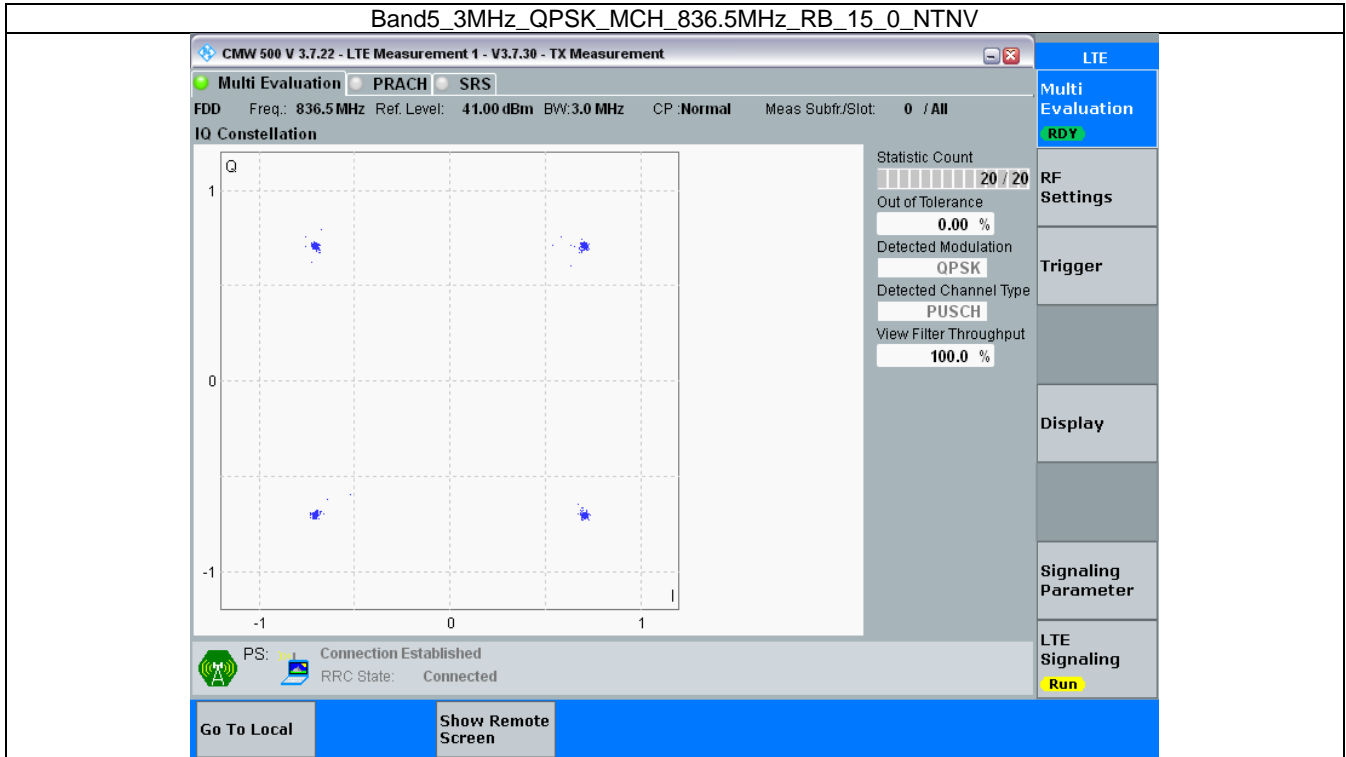 Band5_3MHz_QPSK_MCH_836.5MHz_RB_15_0_NTNV
CMW 500 V 3.7.22 - LTE Measurement 1 - V3.7.30 - TX Measurement
LTE
Multi Evaluation PRACH SRS
Multi
Evaluation
RDY
FDD Freq.: 836.5 MHz Ref. Level: 41.00 dBm BW: 3.0 MHz CP : Normal Meas Subfr./Slot: 0 / All
IQ Constellation
Q
1
0
-1
I
-1 0 1
Statistic Count
20 / 20
Out of Tolerance
0.00 %
Detected Modulation
QPSK
Detected Channel Type
PUSCH
View Filter Throughput
100.0 %
RF
Settings
Trigger
Display
Signaling
Parameter
LTE
Signaling
Run
PS: Connection Established
RRC State: Connected
Go To Local
Show Remote
Screen